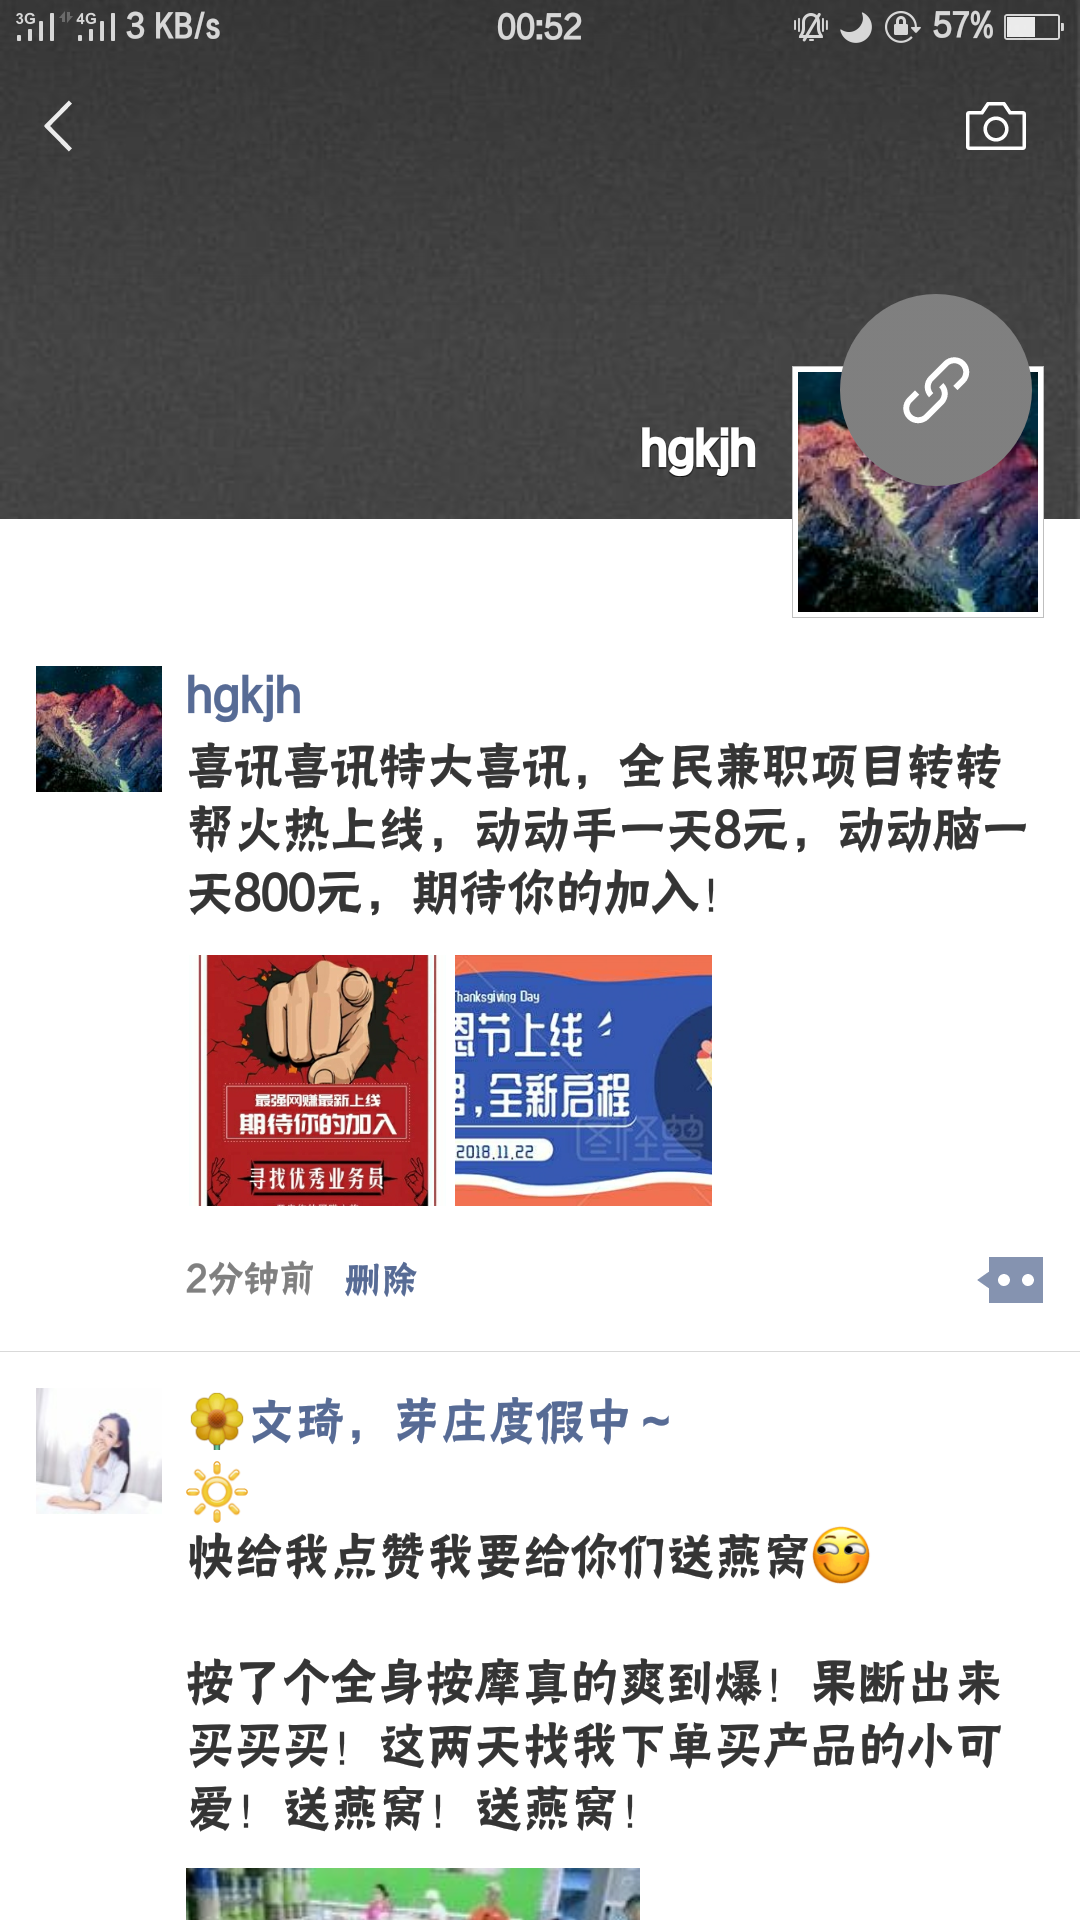 3G 4G 3 KB/s 00:52 57%
hgkjh
hgkjh
喜讯喜讯特大喜讯，全民兼职项目转转
帮火热上线，动动手一天8元，动动脑一
天800元，期待你的加入！
最强网赚最新上线
期待你的加入
寻找优秀业务员
Thanksgiving Day
恩节上线
,全新启程
2018.11.22
图怪兽
2分钟前 删除
文琦，芽庄度假中～
快给我点赞我要给你们送燕窝
按了个全身按摩真的爽到爆！果断出来
买买买！这两天找我下单买产品的小可
爱！送燕窝！送燕窝！